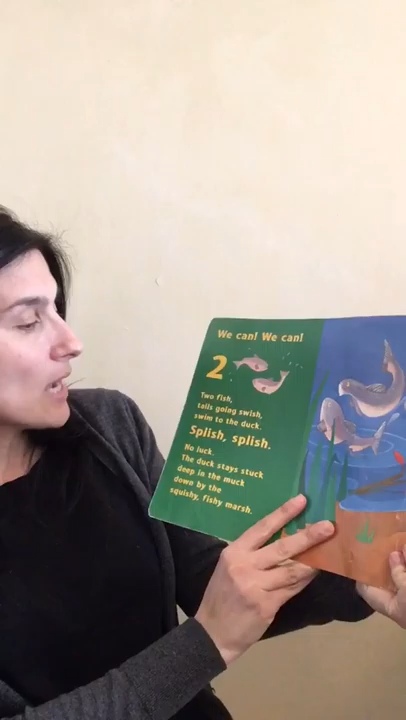 We can! We can!
2
Two fish,
tails going swish,
swim to the duck.
Splish, splish.
No luck.
The duck stays stuck
deep in the muck
down by the
squishy, fishy marsh.